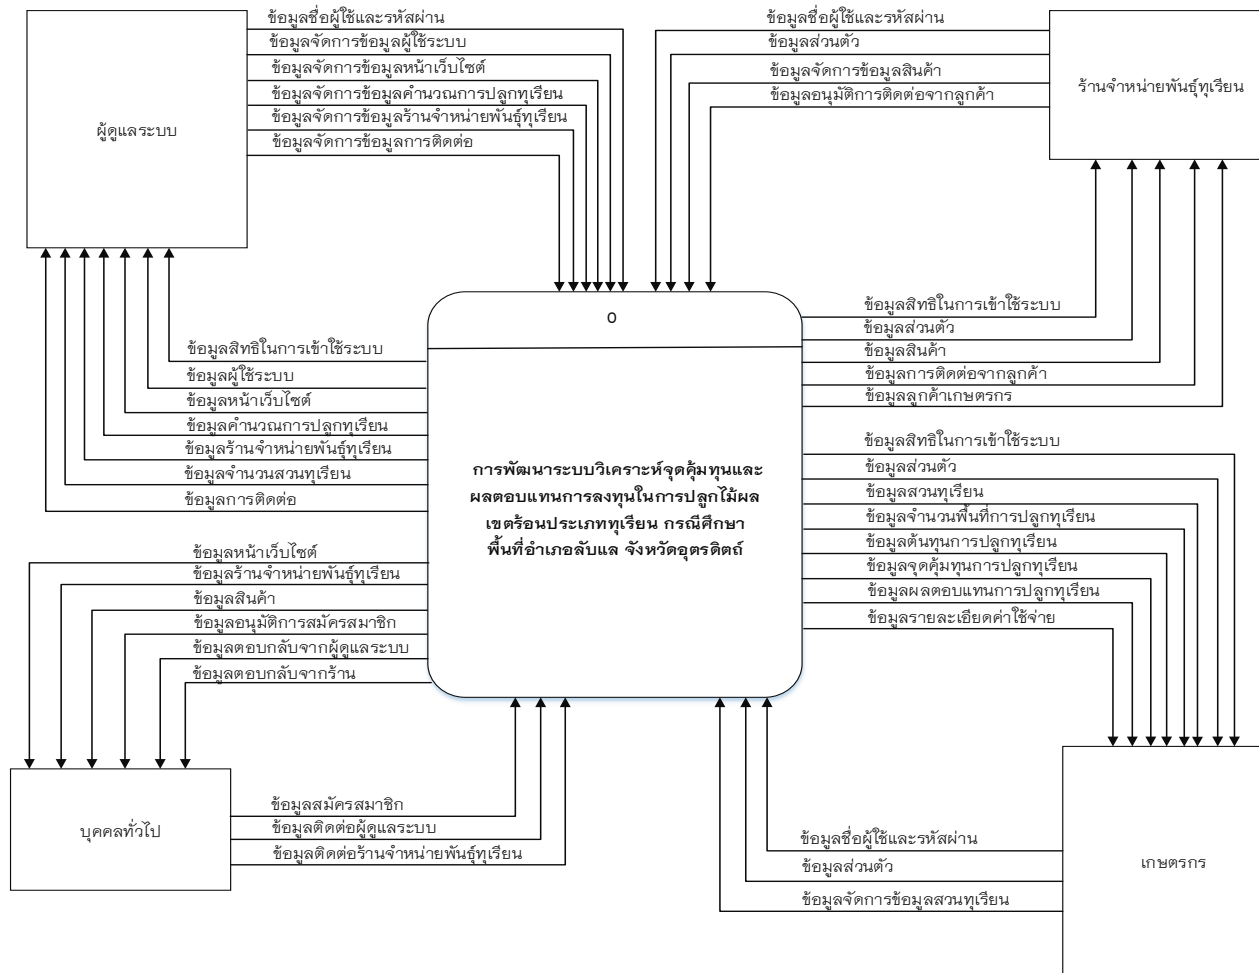 ผู้ดูแลระบบ
ข้อมูลชื่อผู้ใช้และรหัสผ่าน
ข้อมูลจัดการข้อมูลผู้ใช้ระบบ
ข้อมูลจัดการข้อมูลหน้าเว็บไซต์
ข้อมูลจัดการข้อมูลคำนวณการปลูกทุเรียน
ข้อมูลจัดการข้อมูลร้านจำหน่ายพันธุ์ทุเรียน
ข้อมูลจัดการข้อมูลการติดต่อ
ข้อมูลชื่อผู้ใช้และรหัสผ่าน
ข้อมูลส่วนตัว
ข้อมูลจัดการข้อมูลสินค้า
ข้อมูลอนุมัติการติดต่อจากลูกค้า
ร้านจำหน่ายพันธุ์ทุเรียน
ข้อมูลสิทธิในการเข้าใช้ระบบ
ข้อมูลผู้ใช้ระบบ
ข้อมูลหน้าเว็บไซต์
ข้อมูลคำนวณการปลูกทุเรียน
ข้อมูลร้านจำหน่ายพันธุ์ทุเรียน
ข้อมูลจำนวนสวนทุเรียน
ข้อมูลการติดต่อ
0
การพัฒนาระบบวิเคราะห์จุดคุ้มทุนและ
ผลตอบแทนการลงทุนในการปลูกไม้ผล
เขตร้อนประเภททุเรียน กรณีศึกษา
พื้นที่อำเภอลับแล จังหวัดอุตรดิตถ์
ข้อมูลสิทธิในการเข้าใช้ระบบ
ข้อมูลส่วนตัว
ข้อมูลสินค้า
ข้อมูลการติดต่อจากลูกค้า
ข้อมูลลูกค้าเกษตรกร
ข้อมูลสิทธิในการเข้าใช้ระบบ
ข้อมูลส่วนตัว
ข้อมูลสวนทุเรียน
ข้อมูลจำนวนพื้นที่การปลูกทุเรียน
ข้อมูลต้นทุนการปลูกทุเรียน
ข้อมูลจุดคุ้มทุนการปลูกทุเรียน
ข้อมูลผลตอบแทนการปลูกทุเรียน
ข้อมูลรายละเอียดค่าใช้จ่าย
ข้อมูลหน้าเว็บไซต์
ข้อมูลร้านจำหน่ายพันธุ์ทุเรียน
ข้อมูลสินค้า
ข้อมูลอนุมัติการสมัครสมาชิก
ข้อมูลตอบกลับจากผู้ดูแลระบบ
ข้อมูลตอบกลับจากร้าน
บุคคลทั่วไป
ข้อมูลสมัครสมาชิก
ข้อมูลติดต่อผู้ดูแลระบบ
ข้อมูลติดต่อร้านจำหน่ายพันธุ์ทุเรียน
ข้อมูลชื่อผู้ใช้และรหัสผ่าน
ข้อมูลส่วนตัว
ข้อมูลจัดการข้อมูลสวนทุเรียน
เกษตรกร